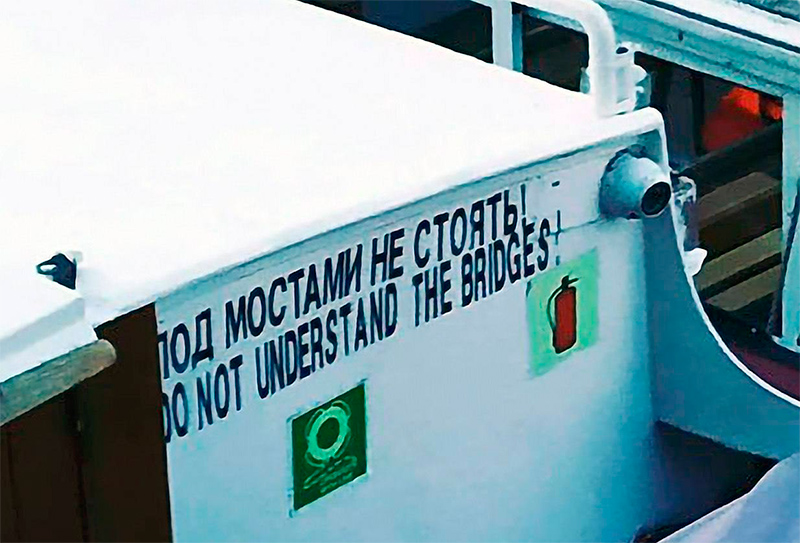 ПОД МОСТАМИ НЕ СТОЯТЬ!
DO NOT UNDERSTAND THE BRIDGES!